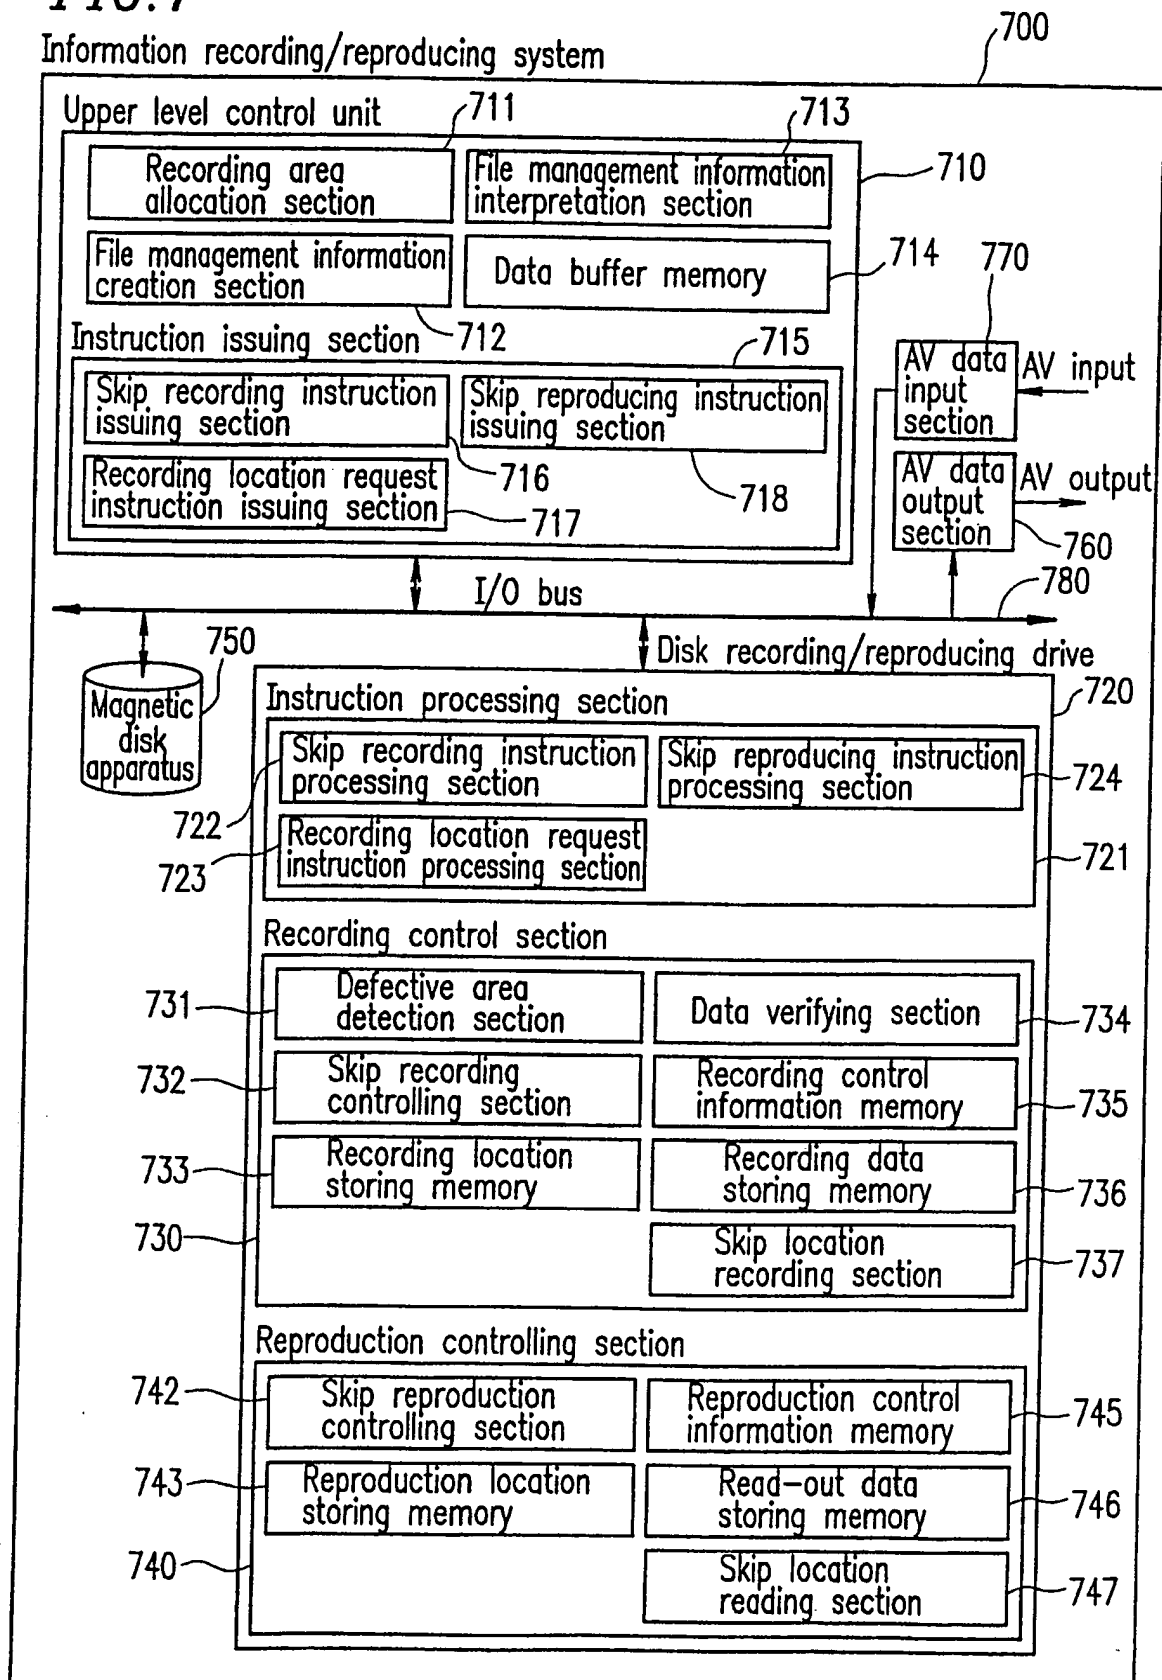 FIG. 7
700
Information recording/reproducing system
Upper level control unit
711
713
710
Recording area
allocation section
File management information
interpretation section
File management information
creation section
Data buffer memory
714
770
712
Instruction issuing section
715
AV data
input
section
AV input
Skip recording instruction
issuing section
Skip reproducing instruction
issuing section
716
718
Recording location request
instruction issuing section
717
AV data
output
section
AV output
760
I/O bus
780
750
Magnetic
disk
apparatus
Disk recording/reproducing drive
720
Instruction processing section
Skip recording instruction
processing section
Skip reproducing instruction
processing section
724
722
Recording location request
instruction processing section
723
721
Recording control section
731
Defective area
detection section
Data verifying section
734
732
Skip recording
controlling section
Recording control
information memory
735
733
Recording location
storing memory
Recording data
storing memory
736
730
Skip location
recording section
737
Reproduction controlling section
742
Skip reproduction
controlling section
Reproduction control
information memory
745
743
Reproduction location
storing memory
Read-out data
storing memory
746
740
Skip location
reading section
747